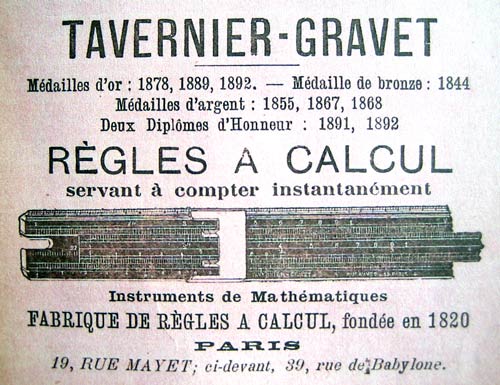 TAVERNIER-GRAVET
Médailles d'or : 1878, 1889, 1892. — Médaille de bronze : 1844
Médailles d'argent : 1855, 1867, 1868
Deux Diplômes d'Honneur : 1891, 1892
RÈGLES A CALCUL
servant à compter instantanément
Instruments de Mathématiques
FABRIQUE DE RÈGLES A CALCUL, fondée en 1820
PARIS
19, RUE MAYET; ci-devant, 39, rue de Babylone.